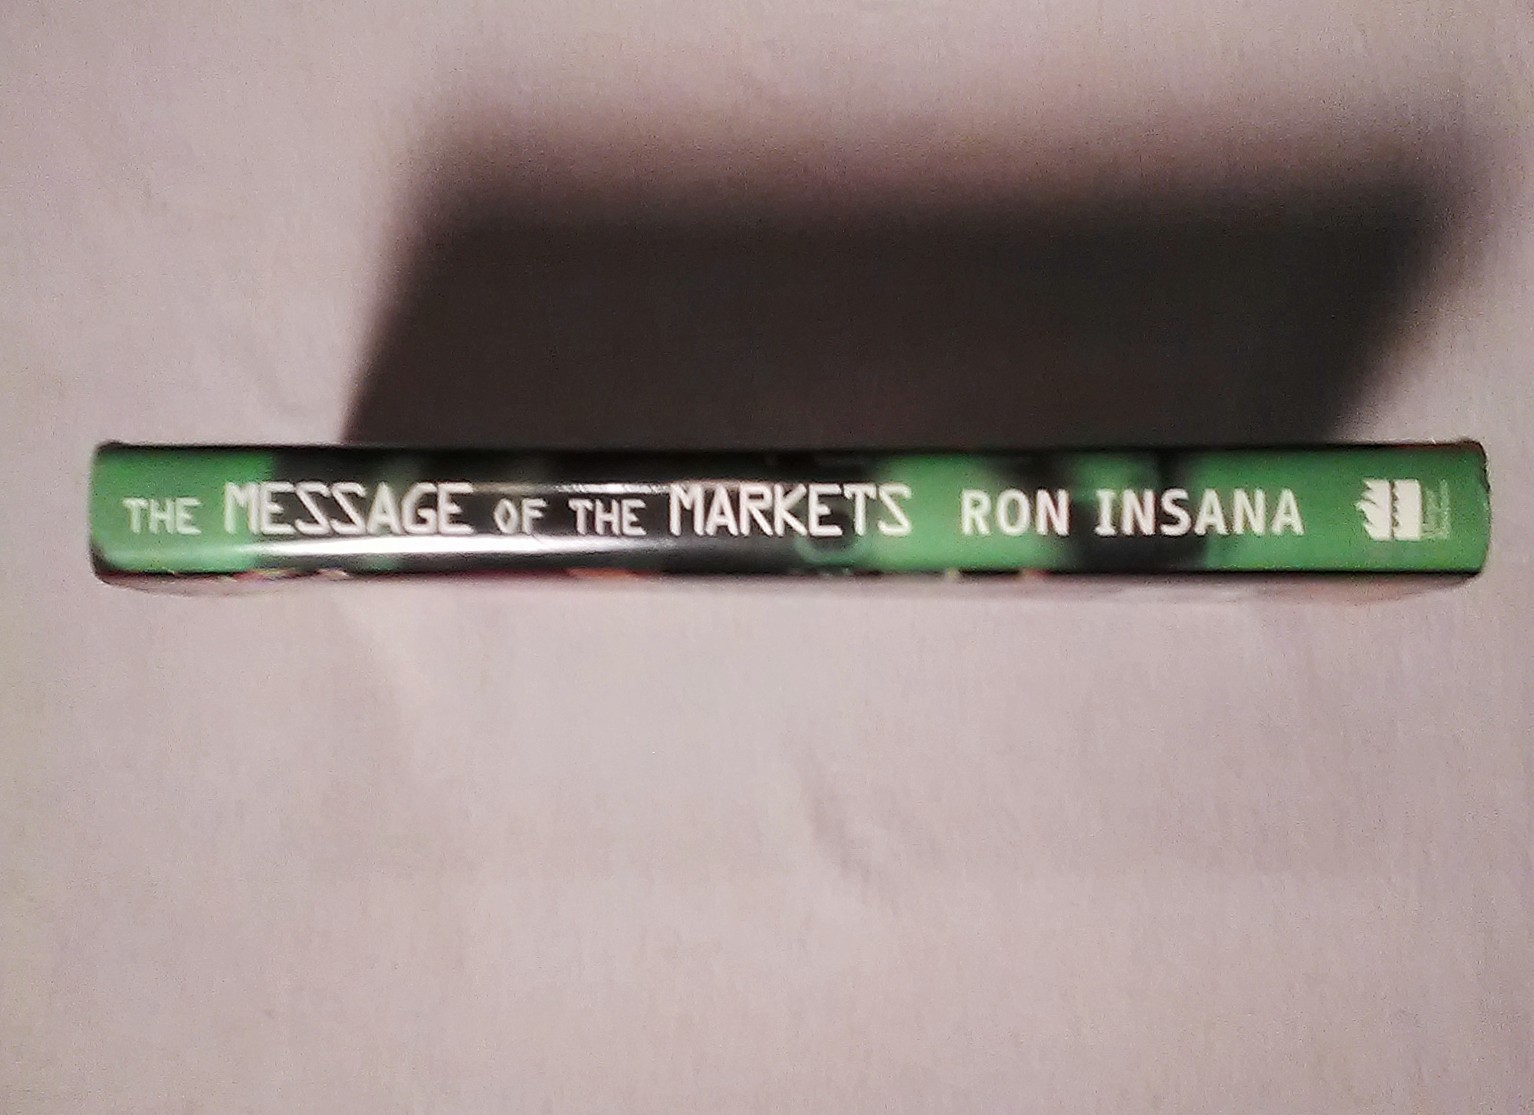 THE MESSAGE OF THE MARKETS RON INSANA